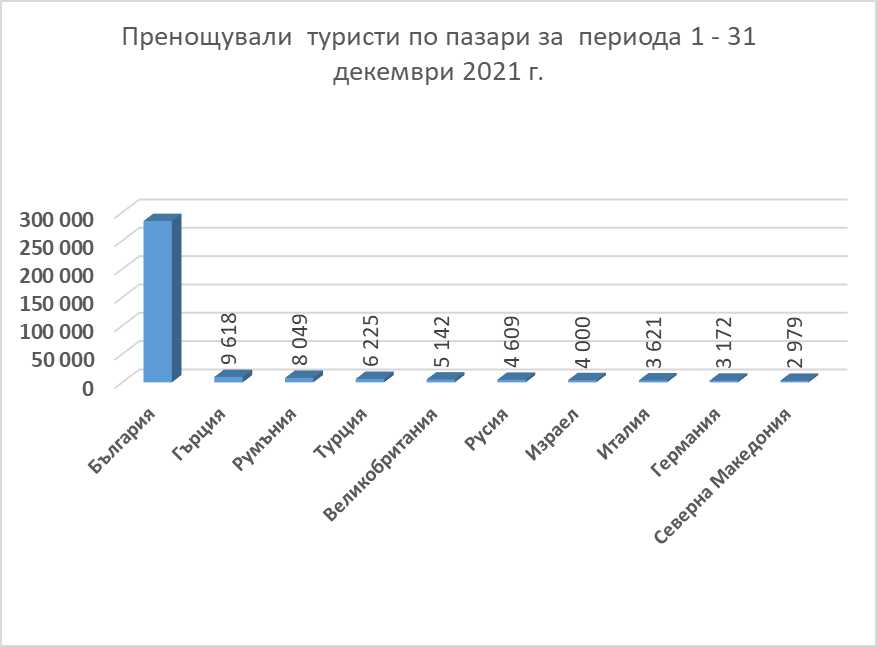 Пренощували  туристи по пазари за  периода 1 - 31
декември 2021 г.
300 000
250 000
200 000
150 000
100 000
50 000
0
9 618
8 049
6 225
5 142
4 609
4 000
3 621
3 172
2 979
България
Гърция
Румъния
Турция
Великобритания
Русия
Израел
Италия
Германия
Северна Македония